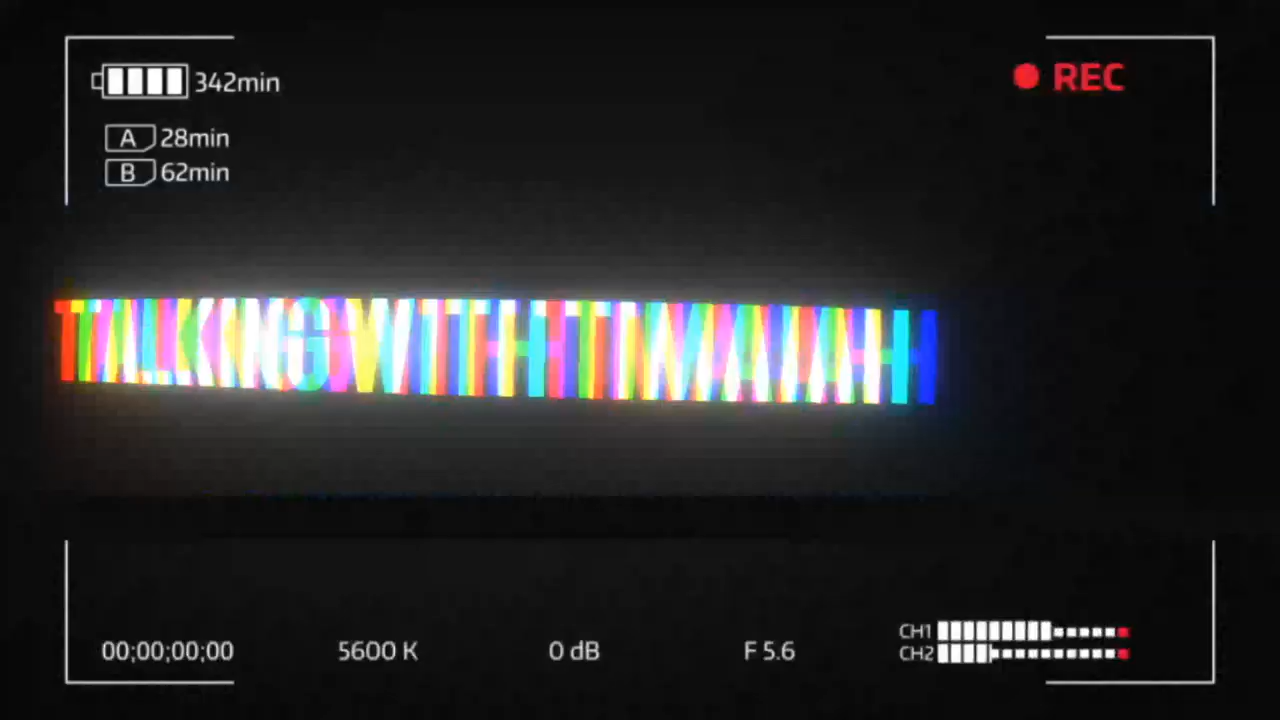 342min
REC
A 28min
B 62min
TALKING WITH
00;00;00;00 5600 K 0 dB F 5.6 CH1
CH2